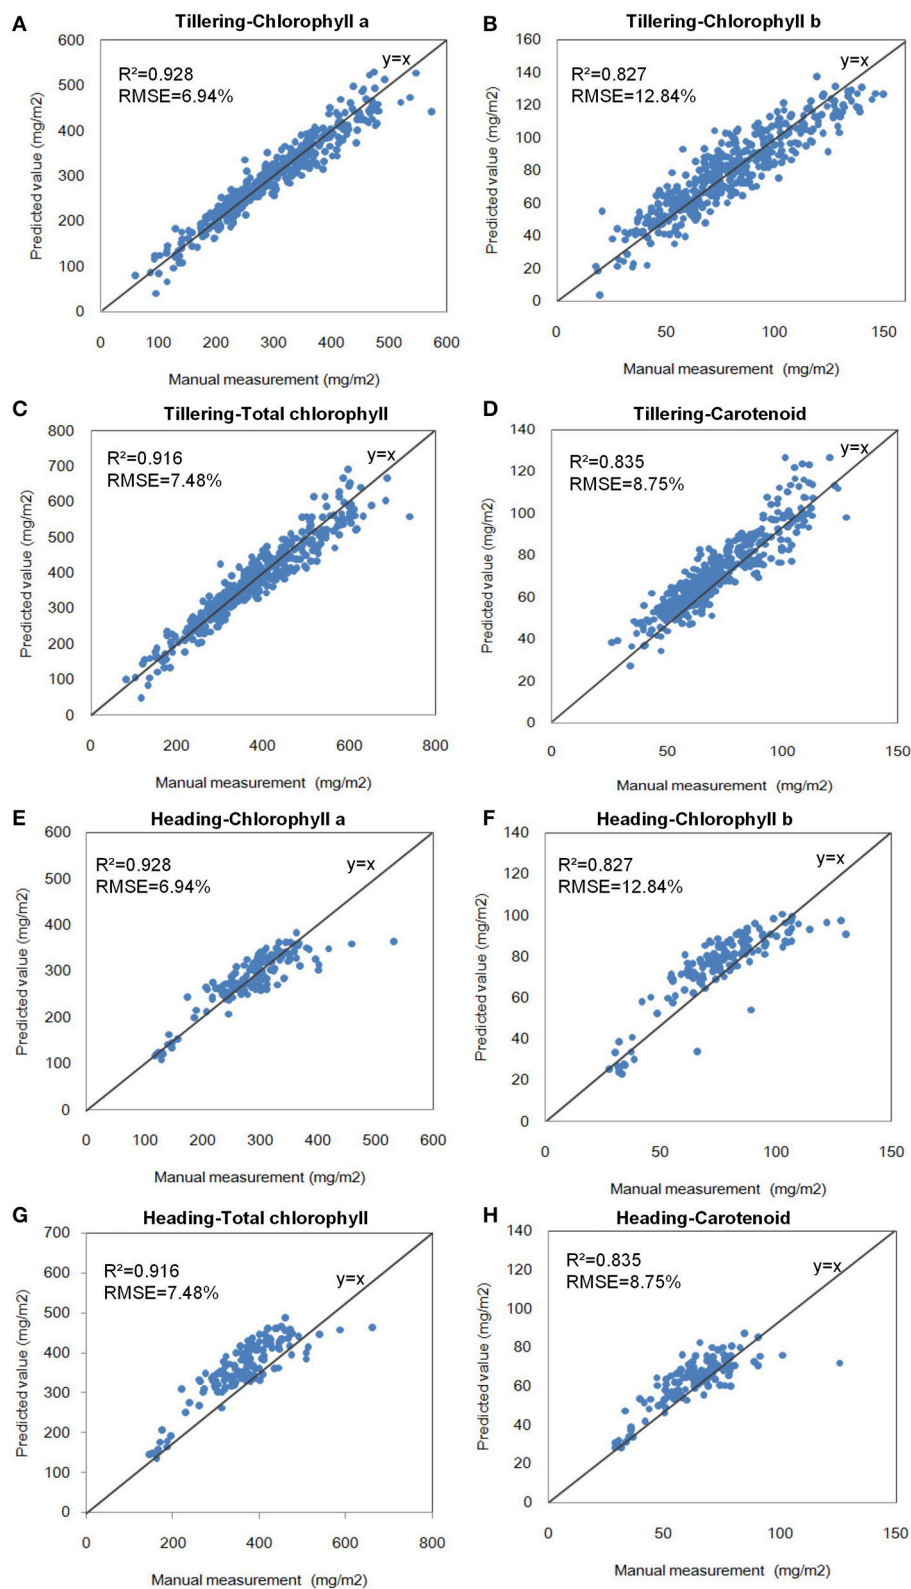 A
Tillering-Chlorophyll a
600
500
400
300
200
100
0
Predicted value (mg/m2)
R²=0.928
RMSE=6.94%
y=x
0 100 200 300 400 500 600
Manual measurement (mg/m2)
B
Tillering-Chlorophyll b
160
140
120
100
80
60
40
20
0
Predicted value (mg/m2)
R²=0.827
RMSE=12.84%
y=x
0 50 100 150
Manual measurement (mg/m2)
C
Tillering-Total chlorophyll
800
700
600
500
400
300
200
100
0
Predicted value (mg/m2)
R²=0.916
RMSE=7.48%
y=x
0 200 400 600 800
Manual measurement (mg/m2)
D
Tillering-Carotenoid
140
120
100
80
60
40
20
0
Predicted value (mg/m2)
R²=0.835
RMSE=8.75%
y=x
0 50 100 150
Manual measurement (mg/m2)
E
Heading-Chlorophyll a
600
500
400
300
200
100
0
Predicted value (mg/m2)
R²=0.928
RMSE=6.94%
y=x
0 100 200 300 400 500 600
Manual measurement (mg/m2)
F
Heading-Chlorophyll b
140
120
100
80
60
40
20
0
Predicted value (mg/m2)
R²=0.827
RMSE=12.84%
y=x
0 50 100 150
Manual measurement (mg/m2)
G
Heading-Total chlorophyll
700
600
500
400
300
200
100
0
Predicted value (mg/m2)
R²=0.916
RMSE=7.48%
y=x
0 200 400 600 800
Manual measurement (mg/m2)
H
Heading-Carotenoid
140
120
100
80
60
40
20
0
Predicted value (mg/m2)
R²=0.835
RMSE=8.75%
y=x
0 50 100 150
Manual measurement (mg/m2)